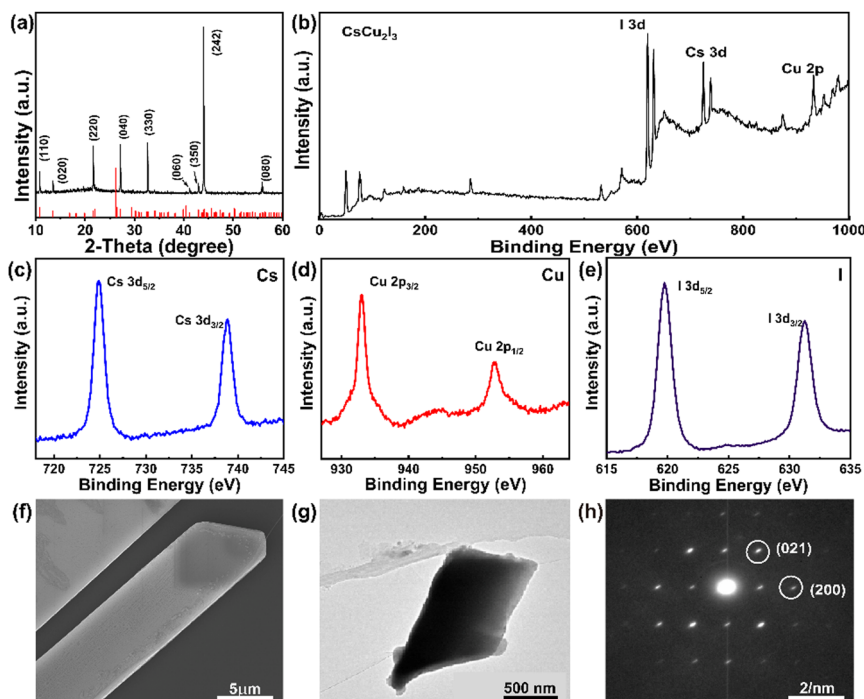 (a)
(110)
(020)
(220)
(040)
(330)
(060)
(350)
(242)
(080)
Intensity (a.u.)
10 20 30 40 50 60
2-Theta (degree)
(b)
CsCu₂I₃
I 3d
Cs 3d
Cu 2p
Intensity (a.u.)
0 200 400 600 800 1000
Binding Energy (eV)
(c)
Cs 3d₅/₂
Cs 3d₃/₂
Cs
Intensity (a.u.)
720 725 730 735 740 745
Binding Energy (eV)
(d)
Cu 2p₃/₂
Cu 2p₁/₂
Cu
Intensity (a.u.)
930 940 950 960
Binding Energy (eV)
(e)
I 3d₅/₂
I 3d₃/₂
I
Intensity (a.u.)
615 620 625 630 635
Binding Energy (eV)
(f)
5μm
(g)
500 nm
(h)
(021)
(200)
2/nm